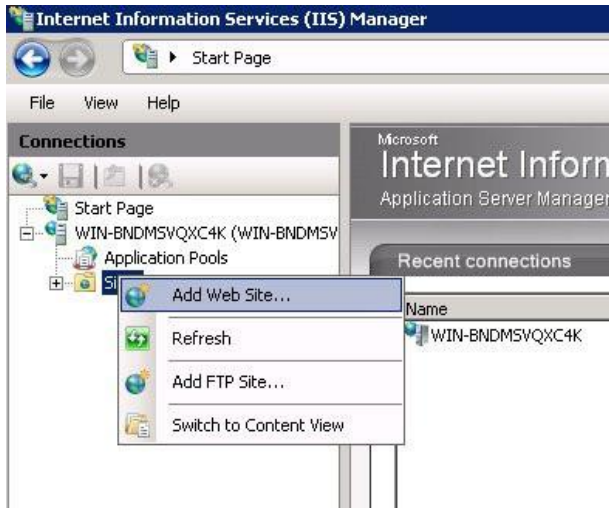 Internet Information Services (IIS) Manager
Start Page
File View Help
Connections
Start Page
WIN-BNDMSVQXC4K (WIN-BNDMSV
Application Pools
Add Web Site...
Refresh
Add FTP Site...
Switch to Content View
Microsoft
Internet Inforn
Application Server Manager
Recent connections
Name
WIN-BNDMSVQXC4K